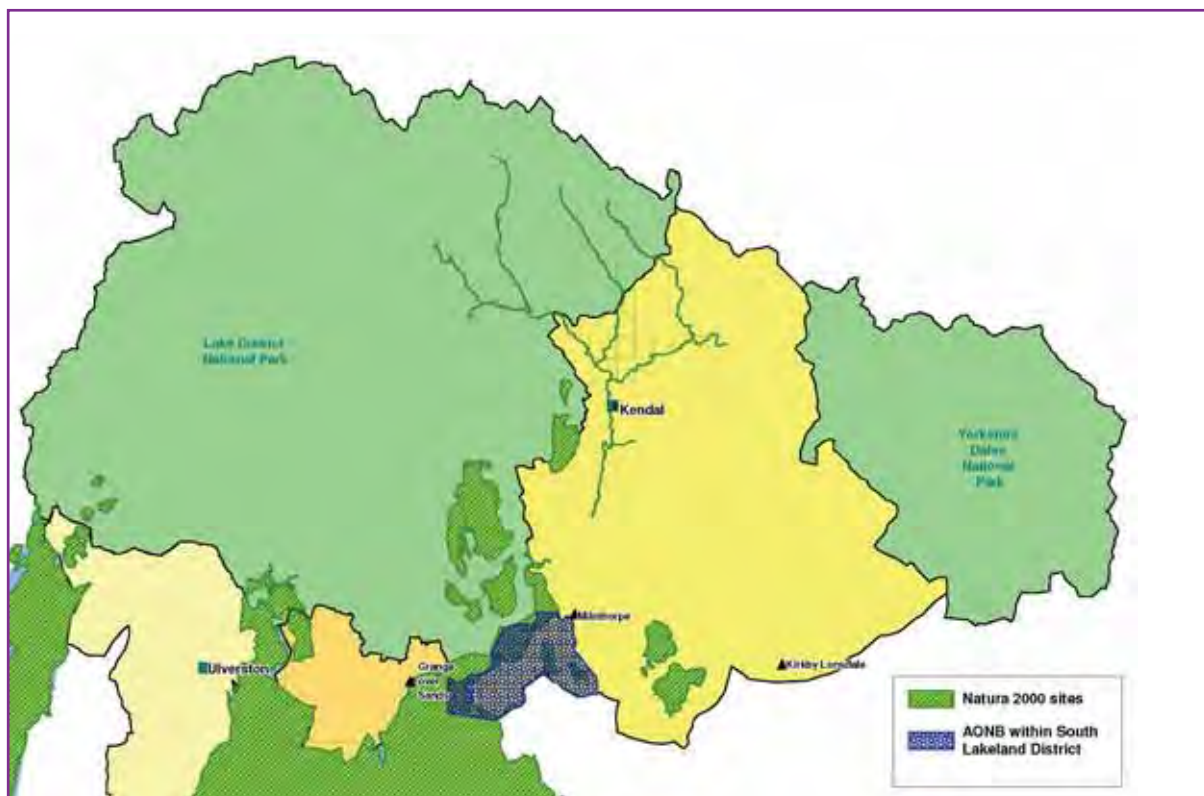 Lake District
National Park
Kendal
Yorkshire
Dales
National
Park
Milnthorpe
Ulverston
Grange
over
Sands
Kirkby Lonsdale
Natura 2000 sites
AONB within South
Lakeland District